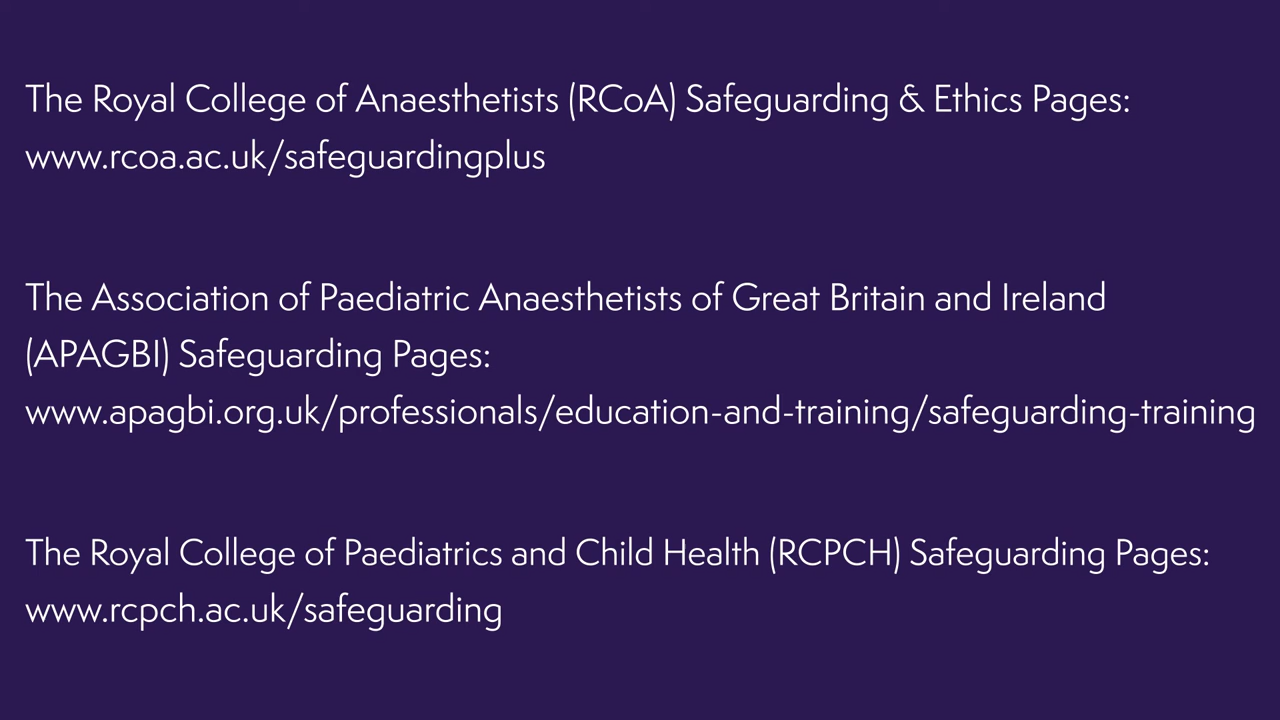 The Royal College of Anaesthetists (RCoA) Safeguarding & Ethics Pages:
www.rcoa.ac.uk/safeguardingplus
The Association of Paediatric Anaesthetists of Great Britain and Ireland
(APAGBI) Safeguarding Pages:
www.apagbi.org.uk/professionals/education-and-training/safeguarding-training
The Royal College of Paediatrics and Child Health (RCPCH) Safeguarding Pages:
www.rcpch.ac.uk/safeguarding